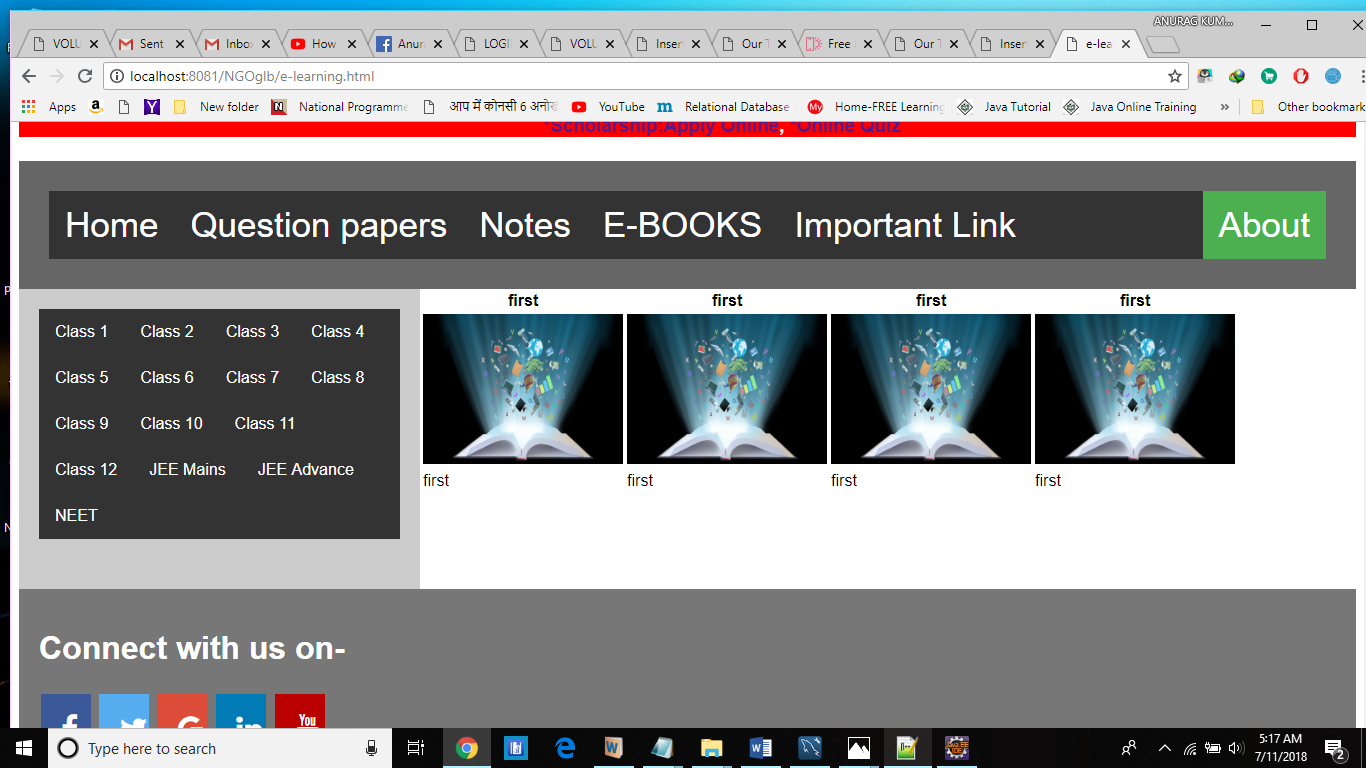 ANURAG KUM...
VOLU Sent Inbo How Anura LOGI VOLU Inser Our T Free Our T Inser e-lea
localhost:8081/NGOglb/e-learning.html
Apps New folder National Programme आप में कोनसी 6 अनोख YouTube Relational Database Home-FREE Learning Java Tutorial Java Online Training » Other bookmark
*Scholarship:Apply Online, *Online Quiz
Home Question papers Notes E-BOOKS Important Link About
first first first first
Class 1 Class 2 Class 3 Class 4
Class 5 Class 6 Class 7 Class 8
Class 9 Class 10 Class 11
Class 12 JEE Mains JEE Advance
NEET
first first first first
Connect with us on-
You
Type here to search
5:17 AM
7/11/2018
2